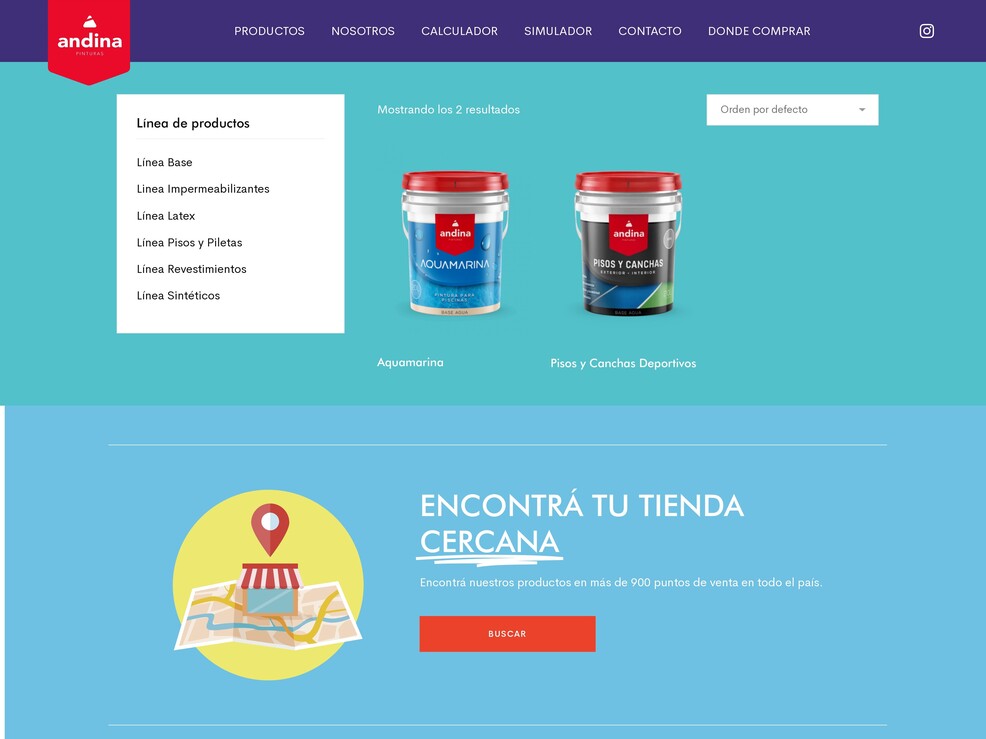 andina
PINTURAS
PRODUCTOS
NOSOTROS
CALCULADOR
SIMULADOR
CONTACTO
DONDE COMPRAR
Línea de productos
Línea Base
Linea Impermeabilizantes
Línea Latex
Línea Pisos y Piletas
Línea Revestimientos
Línea Sintéticos
Mostrando los 2 resultados
Orden por defecto
andina
AQUAMARINA
PINTURA PARA
PISCINAS
BASE AGUA
andina
PISOS Y CANCHAS
EXTERIOR - INTERIOR
BASE AGUA
Aquamarina
Pisos y Canchas Deportivos
ENCONTRÁ TU TIENDA
CERCANA
Encontrá nuestros productos en más de 900 puntos de venta en todo el país.
BUSCAR